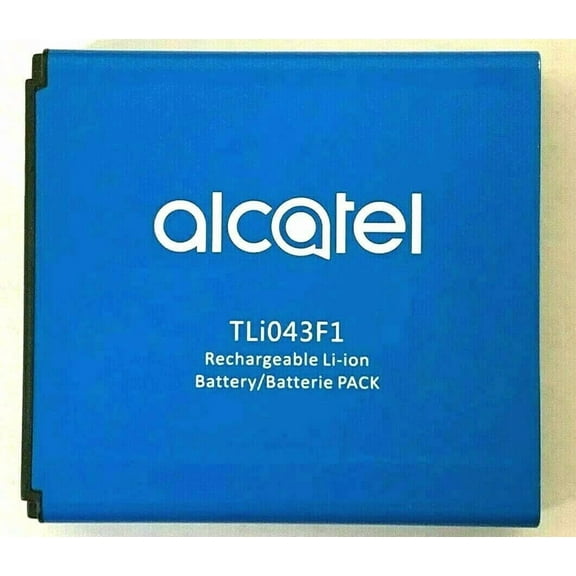 alcatel
TLi043F1
Rechargeable Li-ion
Battery/Batterie PACK